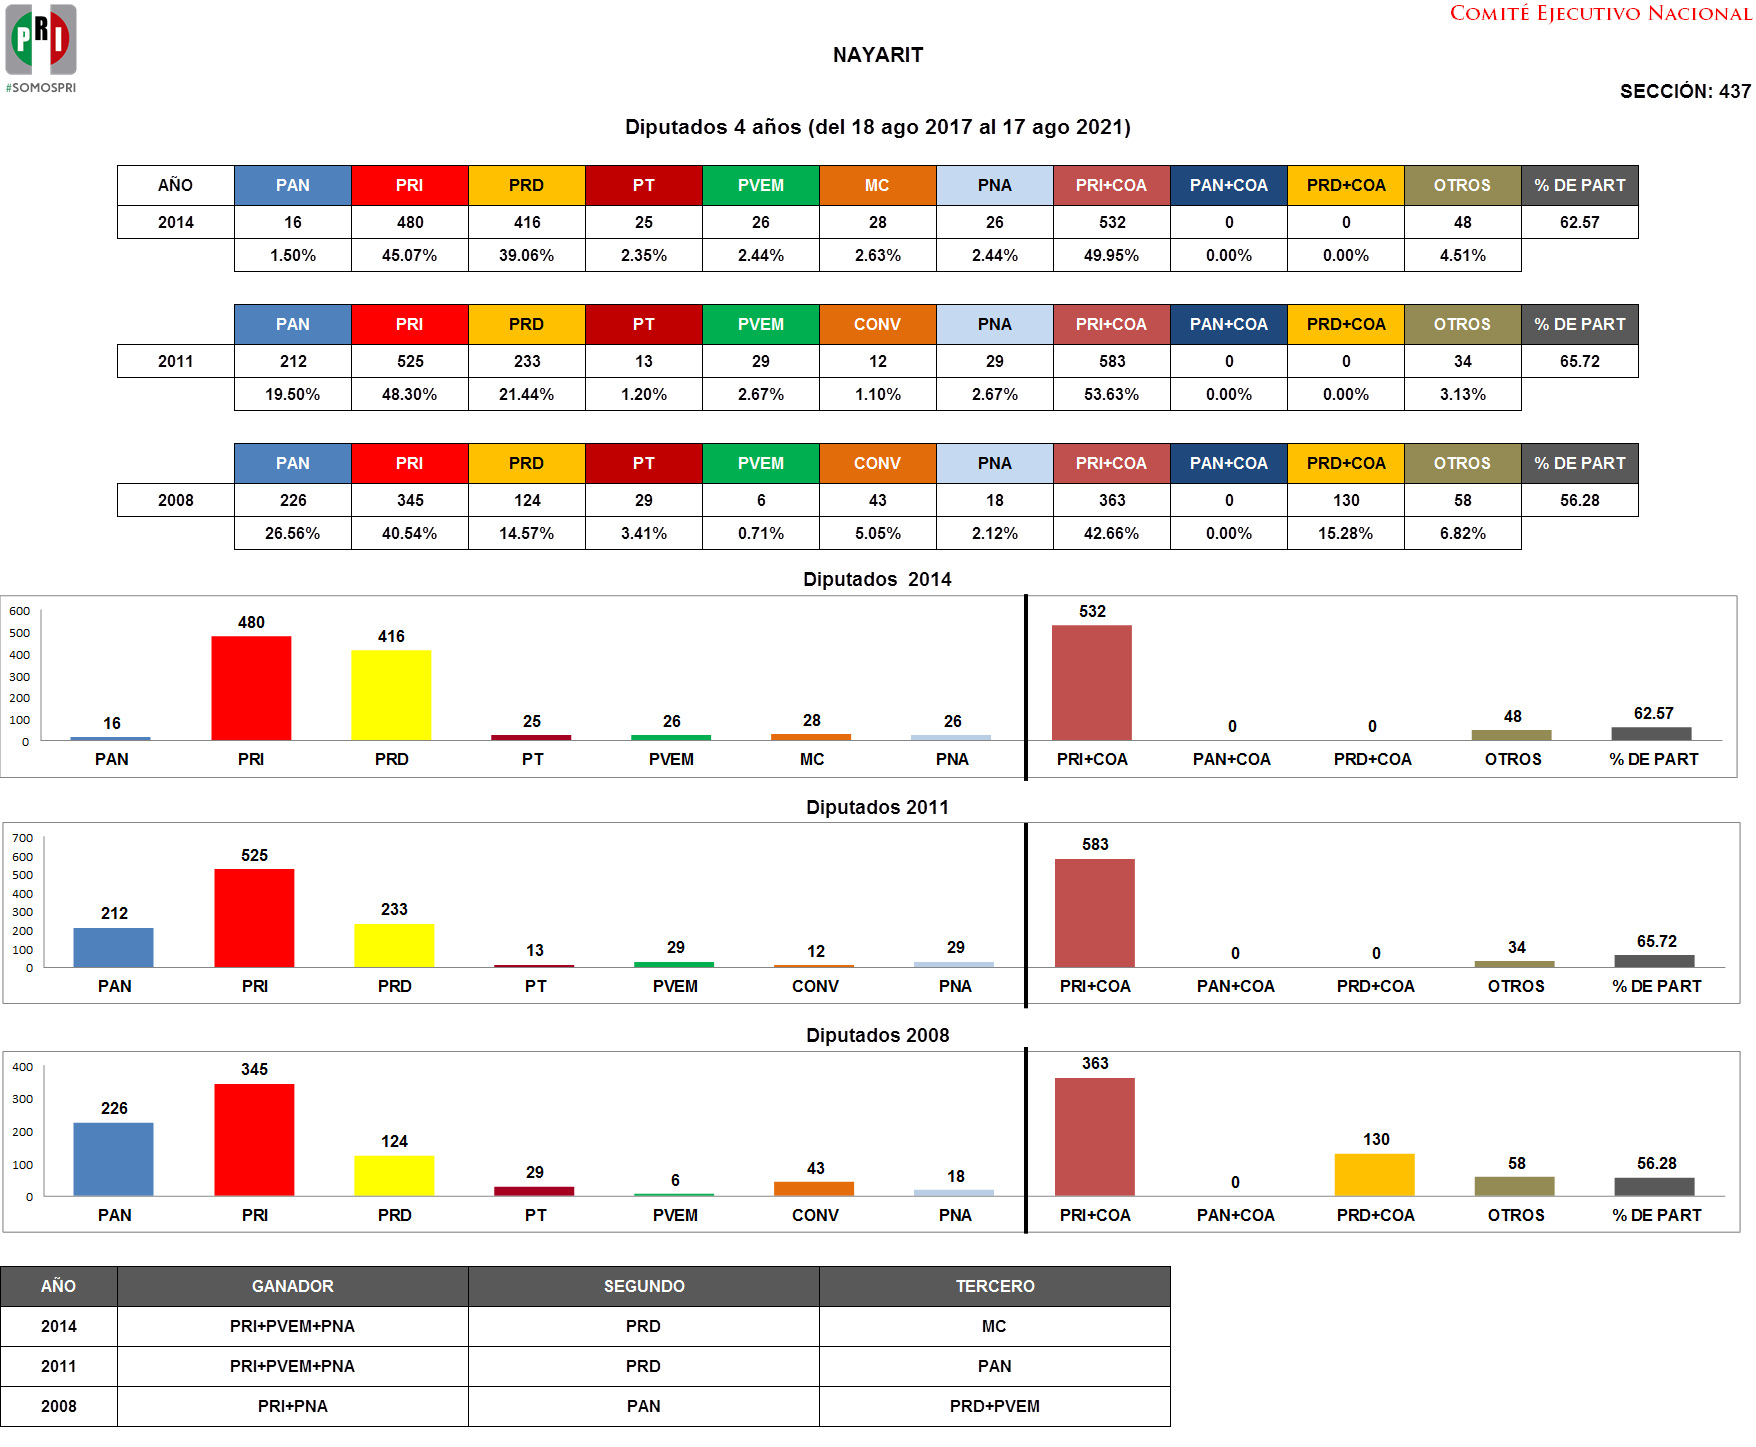 PRI
#SOMOSPRI
COMITÉ EJECUTIVO NACIONAL
NAYARIT
SECCIÓN: 437
Diputados 4 años (del 18 ago 2017 al 17 ago 2021)
AÑO PAN PRI PRD PT PVEM MC PNA PRI+COA PAN+COA PRD+COA OTROS % DE PART
2014 16 480 416 25 26 28 26 532 0 0 48 62.57
1.50% 45.07% 39.06% 2.35% 2.44% 2.63% 2.44% 49.95% 0.00% 0.00% 4.51%
PAN PRI PRD PT PVEM CONV PNA PRI+COA PAN+COA PRD+COA OTROS % DE PART
2011 212 525 233 13 29 12 29 583 0 0 34 65.72
19.50% 48.30% 21.44% 1.20% 2.67% 1.10% 2.67% 53.63% 0.00% 0.00% 3.13%
PAN PRI PRD PT PVEM CONV PNA PRI+COA PAN+COA PRD+COA OTROS % DE PART
2008 226 345 124 29 6 43 18 363 0 130 58 56.28
26.56% 40.54% 14.57% 3.41% 0.71% 5.05% 2.12% 42.66% 0.00% 15.28% 6.82%
Diputados 2014
600
500
400
300
200
100
0
16 480 416 25 26 28 26 532 0 0 48 62.57
PAN PRI PRD PT PVEM MC PNA PRI+COA PAN+COA PRD+COA OTROS % DE PART
Diputados 2011
700
600
500
400
300
200
100
0
212 525 233 13 29 12 29 583 0 0 34 65.72
PAN PRI PRD PT PVEM CONV PNA PRI+COA PAN+COA PRD+COA OTROS % DE PART
Diputados 2008
400
300
200
100
0
226 345 124 29 6 43 18 363 0 130 58 56.28
PAN PRI PRD PT PVEM CONV PNA PRI+COA PAN+COA PRD+COA OTROS % DE PART
AÑO GANADOR SEGUNDO TERCERO
2014 PRI+PVEM+PNA PRD MC
2011 PRI+PVEM+PNA PRD PAN
2008 PRI+PNA PAN PRD+PVEM